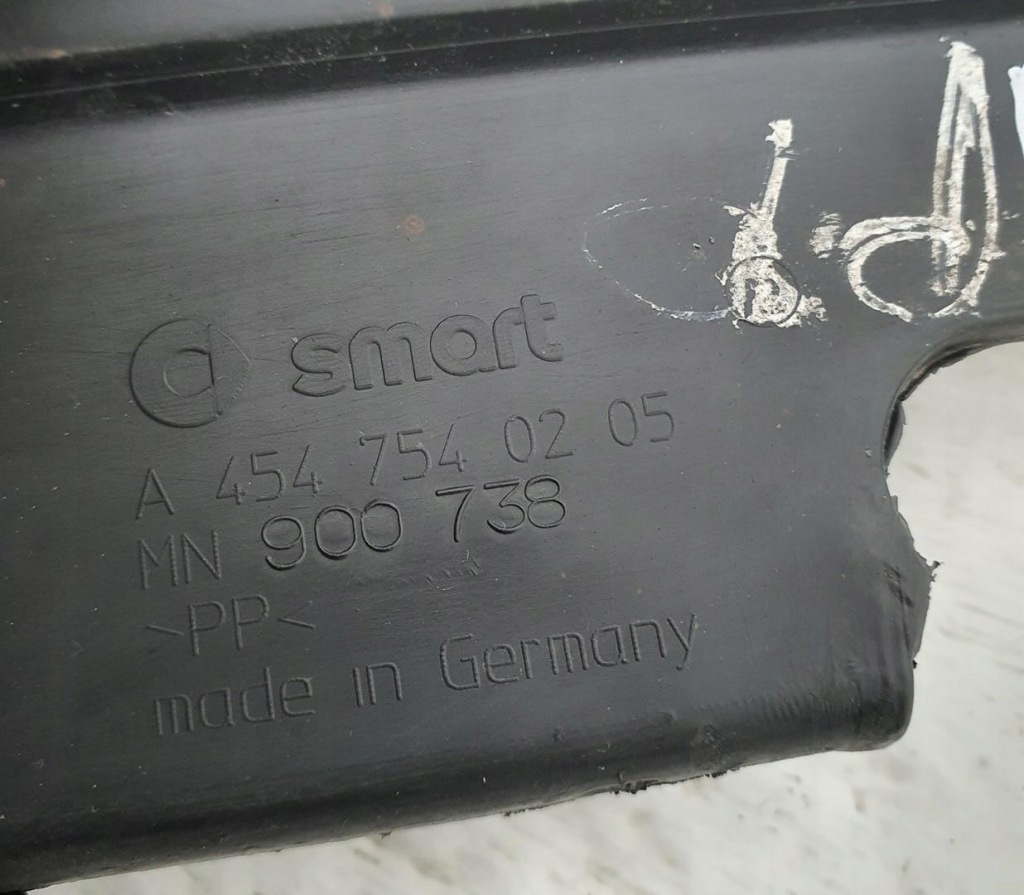 smart
A 454 754 02 05
MN 900 738
>PP<
made in Germany